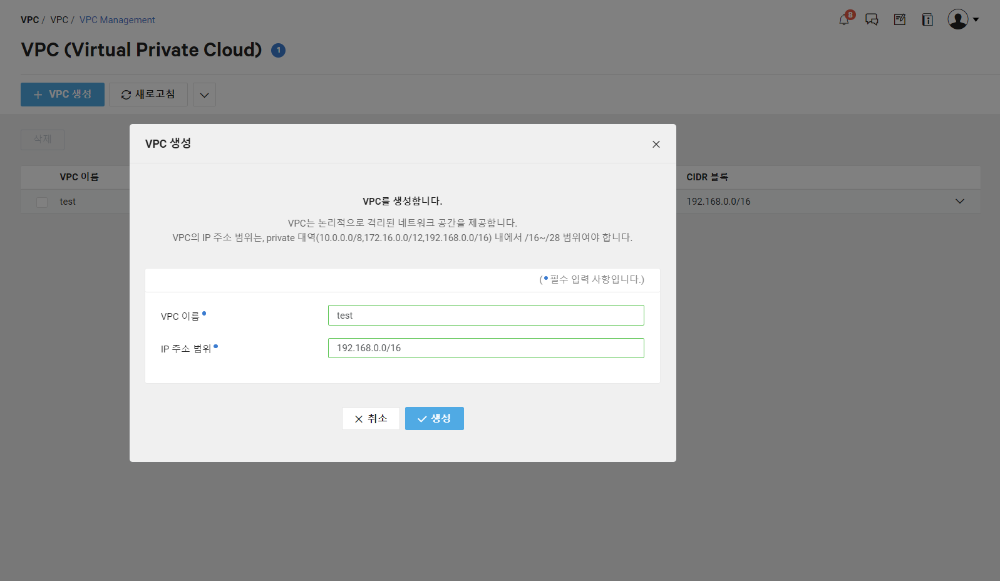 VPC / VPC / VPC Management
8
VPC (Virtual Private Cloud) 1
+ VPC 생성 새로고침
삭제
VPC 이름 CIDR 블록
test 192.168.0.0/16
VPC 생성
VPC를 생성합니다.
VPC는 논리적으로 격리된 네트워크 공간을 제공합니다.
VPC의 IP 주소 범위는, private 대역(10.0.0.0/8,172.16.0.0/12,192.168.0.0/16) 내에서 /16~/28 범위여야 합니다.
(• 필수 입력 사항입니다.)
VPC 이름 • test
IP 주소 범위 • 192.168.0.0/16
취소 생성